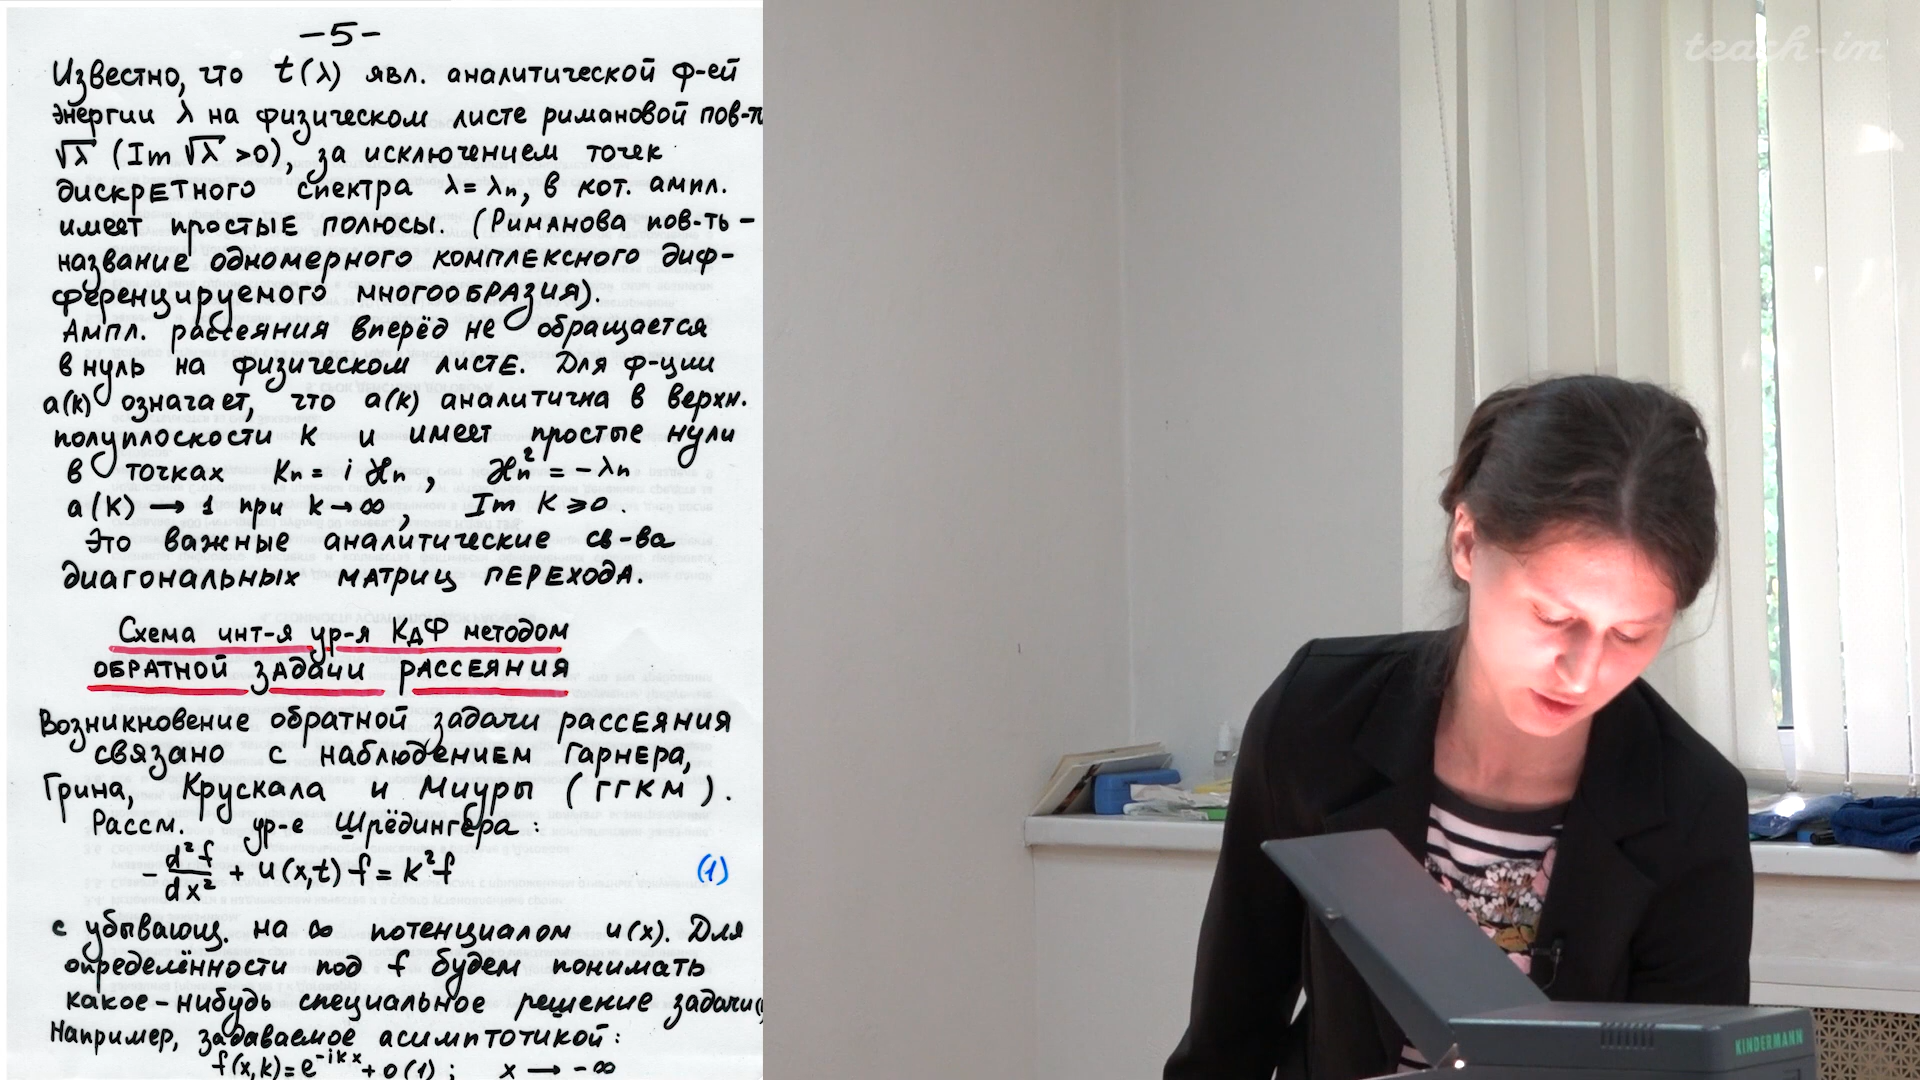 -5-
Известно, что t(λ) явл. аналитической ф-ей
энергии λ на физическом листе римановой пов-ти
√λ (Im √λ >0), за исключением точек
дискретного спектра λ=λn, в кот. ампл.
имеет простые полюсы. (Риманова пов-ть -
название одномерного комплексного диф-
ференцируемого многообразия).
Ампл. рассеяния вперёд не обращается
в нуль на физическом листе. Для ф-ции
a(k) означает, что a(k) аналитична в верхн.
полуплоскости k и имеет простые нули
в точках Kn = i ϰn, ϰn² = -λn
a(k) → 1 при k → ∞, Im K ⩾ 0.
Это важные аналитические св-ва
диагональных матриц перехода.
Схема инт-я ур-я КдФ методом
обратной задачи рассеяния
Возникновение обратной задачи рассеяния
связано с наблюдением Гарнера,
Грина, Крускала и Миуры (ГГКМ).
Рассм. ур-е Шрёдингера:
- d²f/dx² + u(x,t) f = k² f (1)
с убывающ. на ∞ потенциалом u(x). Для
определённости под f будем понимать
какое-нибудь специальное решение задачи
Например, задаваемое асимптотикой:
f(x,k)=e^{-ikx} + o(1); x → -∞
teach-in
KINDERMANN